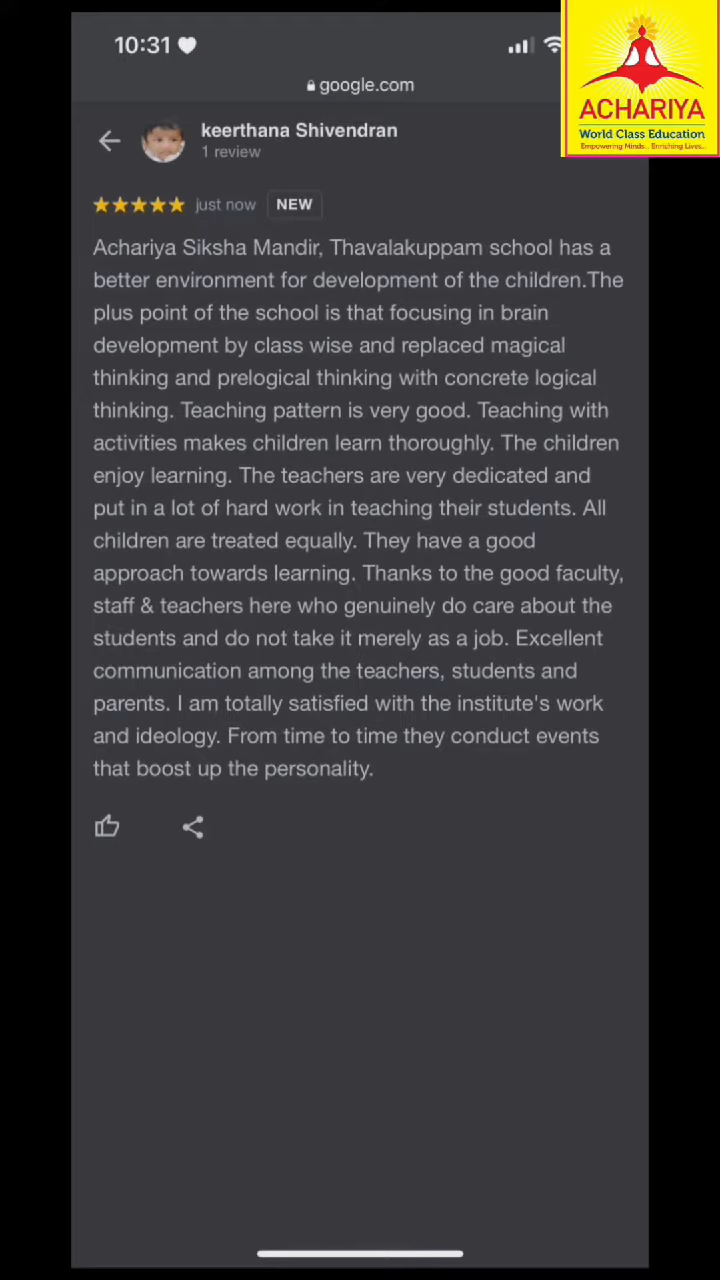 10:31
google.com
ACHARIYA
World Class Education
Empowering Minds... Enriching Lives...
keerthana Shivendran
1 review
just now NEW
Achariya Siksha Mandir, Thavalakuppam school has a
better environment for development of the children.The
plus point of the school is that focusing in brain
development by class wise and replaced magical
thinking and prelogical thinking with concrete logical
thinking. Teaching pattern is very good. Teaching with
activities makes children learn thoroughly. The children
enjoy learning. The teachers are very dedicated and
put in a lot of hard work in teaching their students. All
children are treated equally. They have a good
approach towards learning. Thanks to the good faculty,
staff & teachers here who genuinely do care about the
students and do not take it merely as a job. Excellent
communication among the teachers, students and
parents. I am totally satisfied with the institute's work
and ideology. From time to time they conduct events
that boost up the personality.